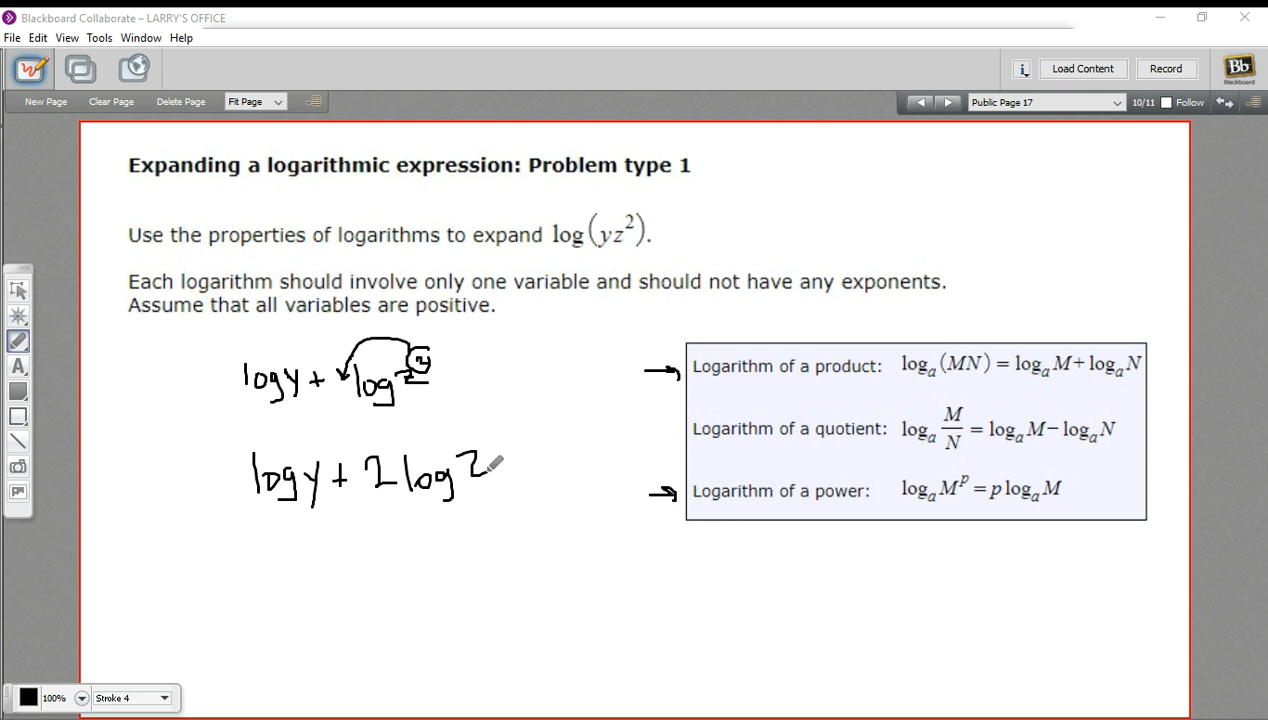 Blackboard Collaborate – LARRY'S OFFICE
File Edit View Tools Window Help
Load Content Record
Bb
Blackboard
New Page Clear Page Delete Page Fit Page
Public Page 17 10/11 Follow
Expanding a logarithmic expression: Problem type 1
Use the properties of logarithms to expand log(yz²).
Each logarithm should involve only one variable and should not have any exponents.
Assume that all variables are positive.
log y + log z²
log y + 2 log z
Logarithm of a product: logₐ(MN) = logₐM + logₐN
Logarithm of a quotient: logₐ M/N = logₐM − logₐN
Logarithm of a power: logₐMᵖ = p logₐM
100% Stroke 4